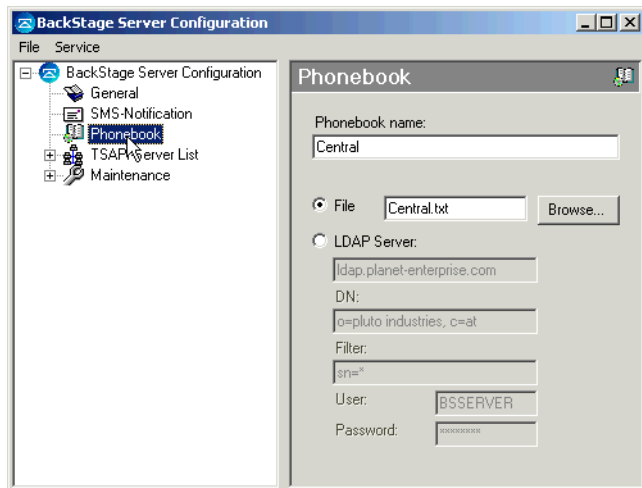 BackStage Server Configuration
File Service
BackStage Server Configuration
General
SMS-Notification
Phonebook
TSAPI Server List
Maintenance
Phonebook
Phonebook name:
Central
File Central.txt Browse...
LDAP Server:
ldap.planet-enterprise.com
DN:
o=pluto industries, c=at
Filter:
sn=*
User: BSSERVER
Password: ********